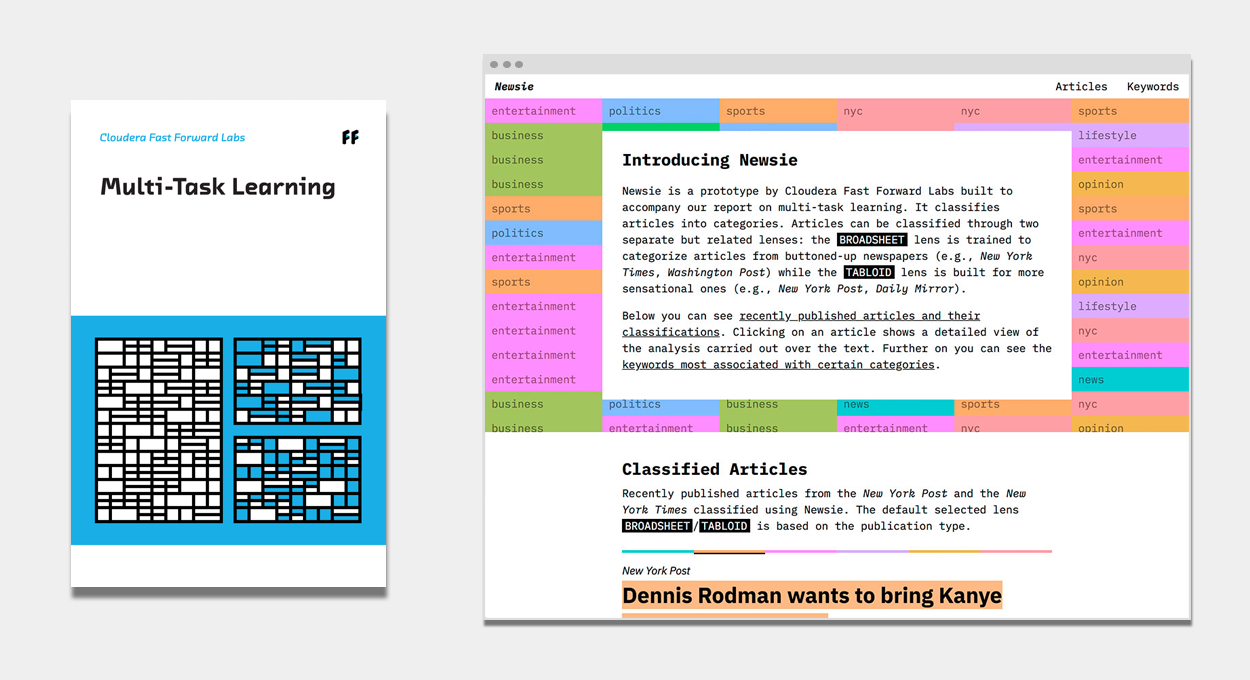 Cloudera Fast Forward Labs
FF
Multi-Task Learning
Newsie
Articles Keywords
entertainment politics sports nyc nyc sports
business lifestyle
business entertainment
business opinion
sports sports
politics entertainment
entertainment nyc
sports opinion
entertainment lifestyle
entertainment nyc
entertainment entertainment
entertainment news
business politics business news sports nyc
business entertainment business entertainment nyc opinion
Introducing Newsie
Newsie is a prototype by Cloudera Fast Forward Labs built to
accompany our report on multi-task learning. It classifies
articles into categories. Articles can be classified through two
separate but related lenses: the BROADSHEET lens is trained to
categorize articles from buttoned-up newspapers (e.g., New York
Times, Washington Post) while the TABLOID lens is built for more
sensational ones (e.g., New York Post, Daily Mirror).
Below you can see recently published articles and their
classifications. Clicking on an article shows a detailed view of
the analysis carried out over the text. Further on you can see the
keywords most associated with certain categories.
Classified Articles
Recently published articles from the New York Post and the New
York Times classified using Newsie. The default selected lens
BROADSHEET/TABLOID is based on the publication type.
New York Post
Dennis Rodman wants to bring Kanye